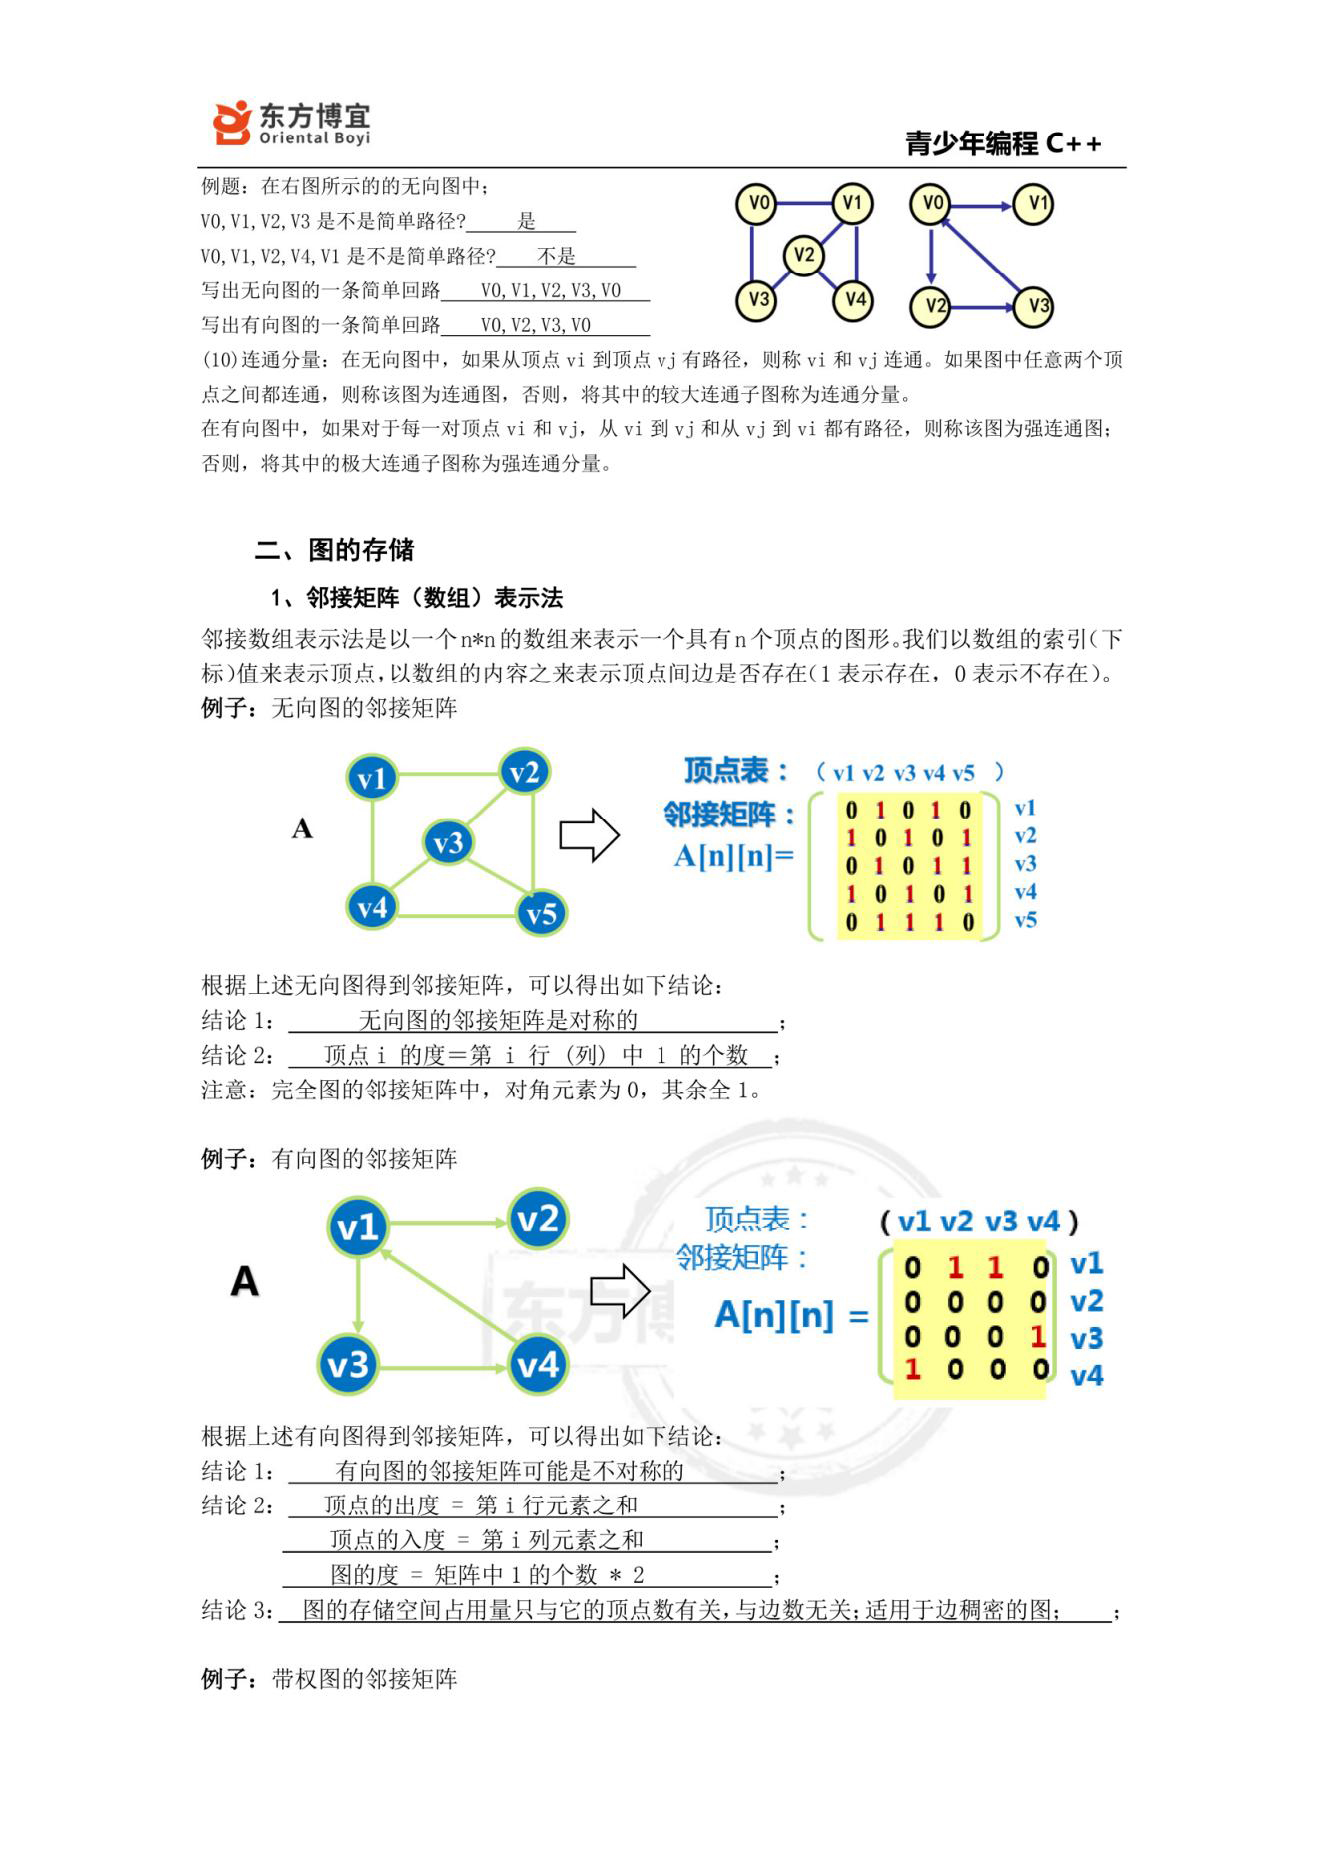 东方博宜
Oriental Boyi
青少年编程 C++
例题：在右图所示的的无向图中；
V0,V1,V2,V3 是不是简单路径? 是
V0,V1,V2,V4,V1 是不是简单路径? 不是
写出无向图的一条简单回路 V0,V1,V2,V3,V0
写出有向图的一条简单回路 V0,V2,V3,V0
V0 V1 V0 V1
V2
V3 V4 V2 V3
(10)连通分量：在无向图中，如果从顶点 vi 到顶点 vj 有路径，则称 vi 和 vj 连通。如果图中任意两个顶
点之间都连通，则称该图为连通图，否则，将其中的较大连通子图称为连通分量。
在有向图中，如果对于每一对顶点 vi 和 vj，从 vi 到 vj 和从 vj 到 vi 都有路径，则称该图为强连通图；
否则，将其中的极大连通子图称为强连通分量。
二、图的存储
1、邻接矩阵（数组）表示法
邻接数组表示法是以一个n*n的数组来表示一个具有n个顶点的图形。我们以数组的索引（下
标）值来表示顶点，以数组的内容之来表示顶点间边是否存在（1 表示存在，0 表示不存在）。
例子：无向图的邻接矩阵
A
v1 v2
v3
v4 v5
顶点表：（ v1 v2 v3 v4 v5 ）
邻接矩阵：
A[n][n]=
0 1 0 1 0 v1
1 0 1 0 1 v2
0 1 0 1 1 v3
1 0 1 0 1 v4
0 1 1 1 0 v5
根据上述无向图得到邻接矩阵，可以得出如下结论：
结论 1： 无向图的邻接矩阵是对称的 ；
结论 2： 顶点 i 的度＝第 i 行 (列) 中 1 的个数 ；
注意：完全图的邻接矩阵中，对角元素为 0，其余全 1。
例子：有向图的邻接矩阵
A
v1 v2
v3 v4
东方博
顶点表： (v1 v2 v3 v4)
邻接矩阵：
A[n][n] =
0 1 1 0 v1
0 0 0 0 v2
0 0 0 1 v3
1 0 0 0 v4
根据上述有向图得到邻接矩阵，可以得出如下结论：
结论 1： 有向图的邻接矩阵可能是不对称的 ；
结论 2： 顶点的出度 = 第 i 行元素之和 ；
顶点的入度 = 第 i 列元素之和 ；
图的度 = 矩阵中 1 的个数 * 2 ；
结论 3： 图的存储空间占用量只与它的顶点数有关，与边数无关；适用于边稠密的图； ；
例子：带权图的邻接矩阵